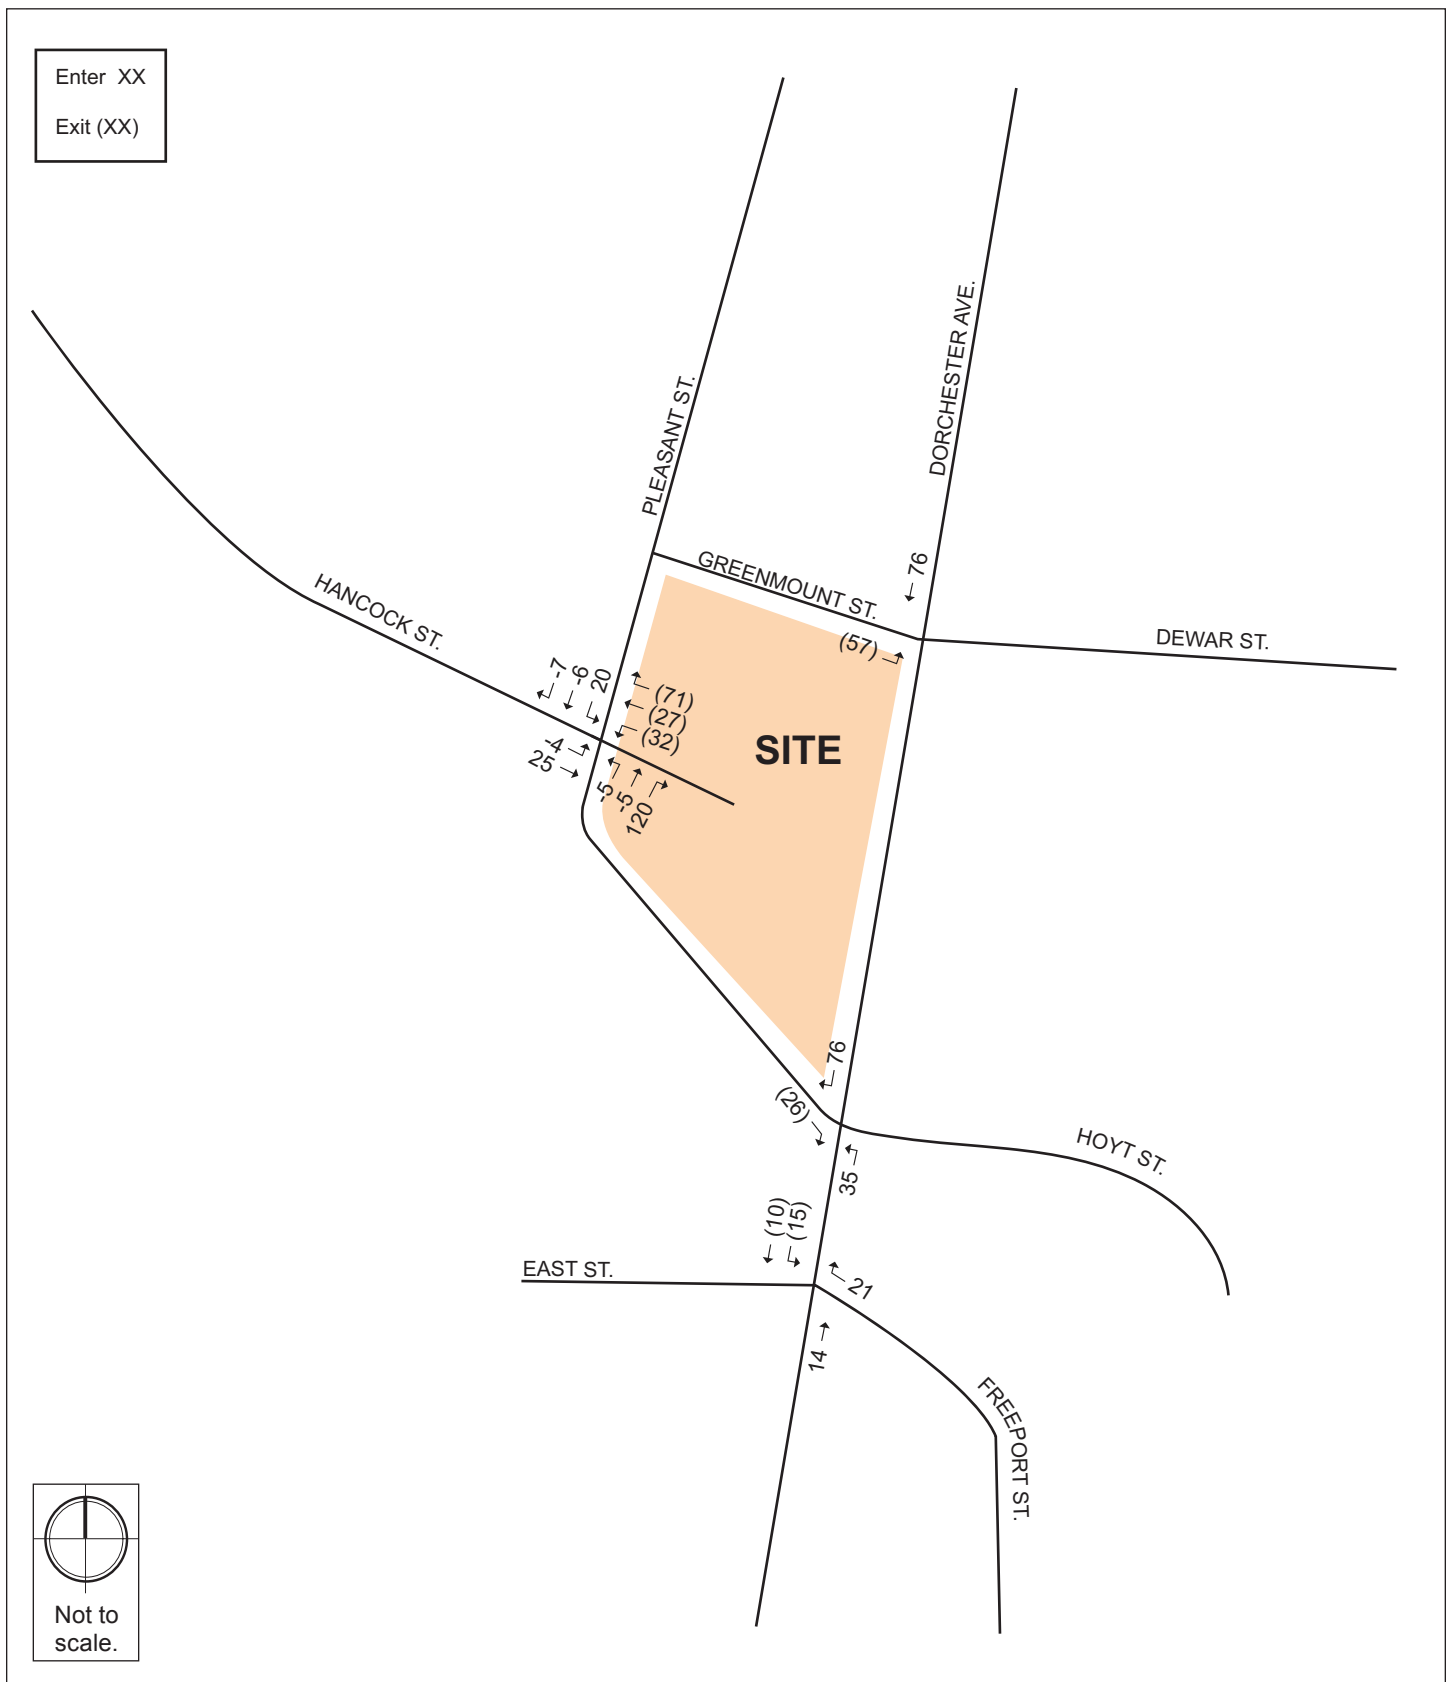 Enter XX
Exit (XX)
PLEASANT ST.
DORCHESTER AVE.
HANCOCK ST.
GREENMOUNT ST.
76
DEWAR ST.
(57)
-7
-6
20
(71)
(27)
(32)
SITE
-4
25
-5
-5
120
76
(26)
HOYT ST.
35
(10)
(15)
EAST ST.
21
14
FREEPORT ST.
Not to
scale.